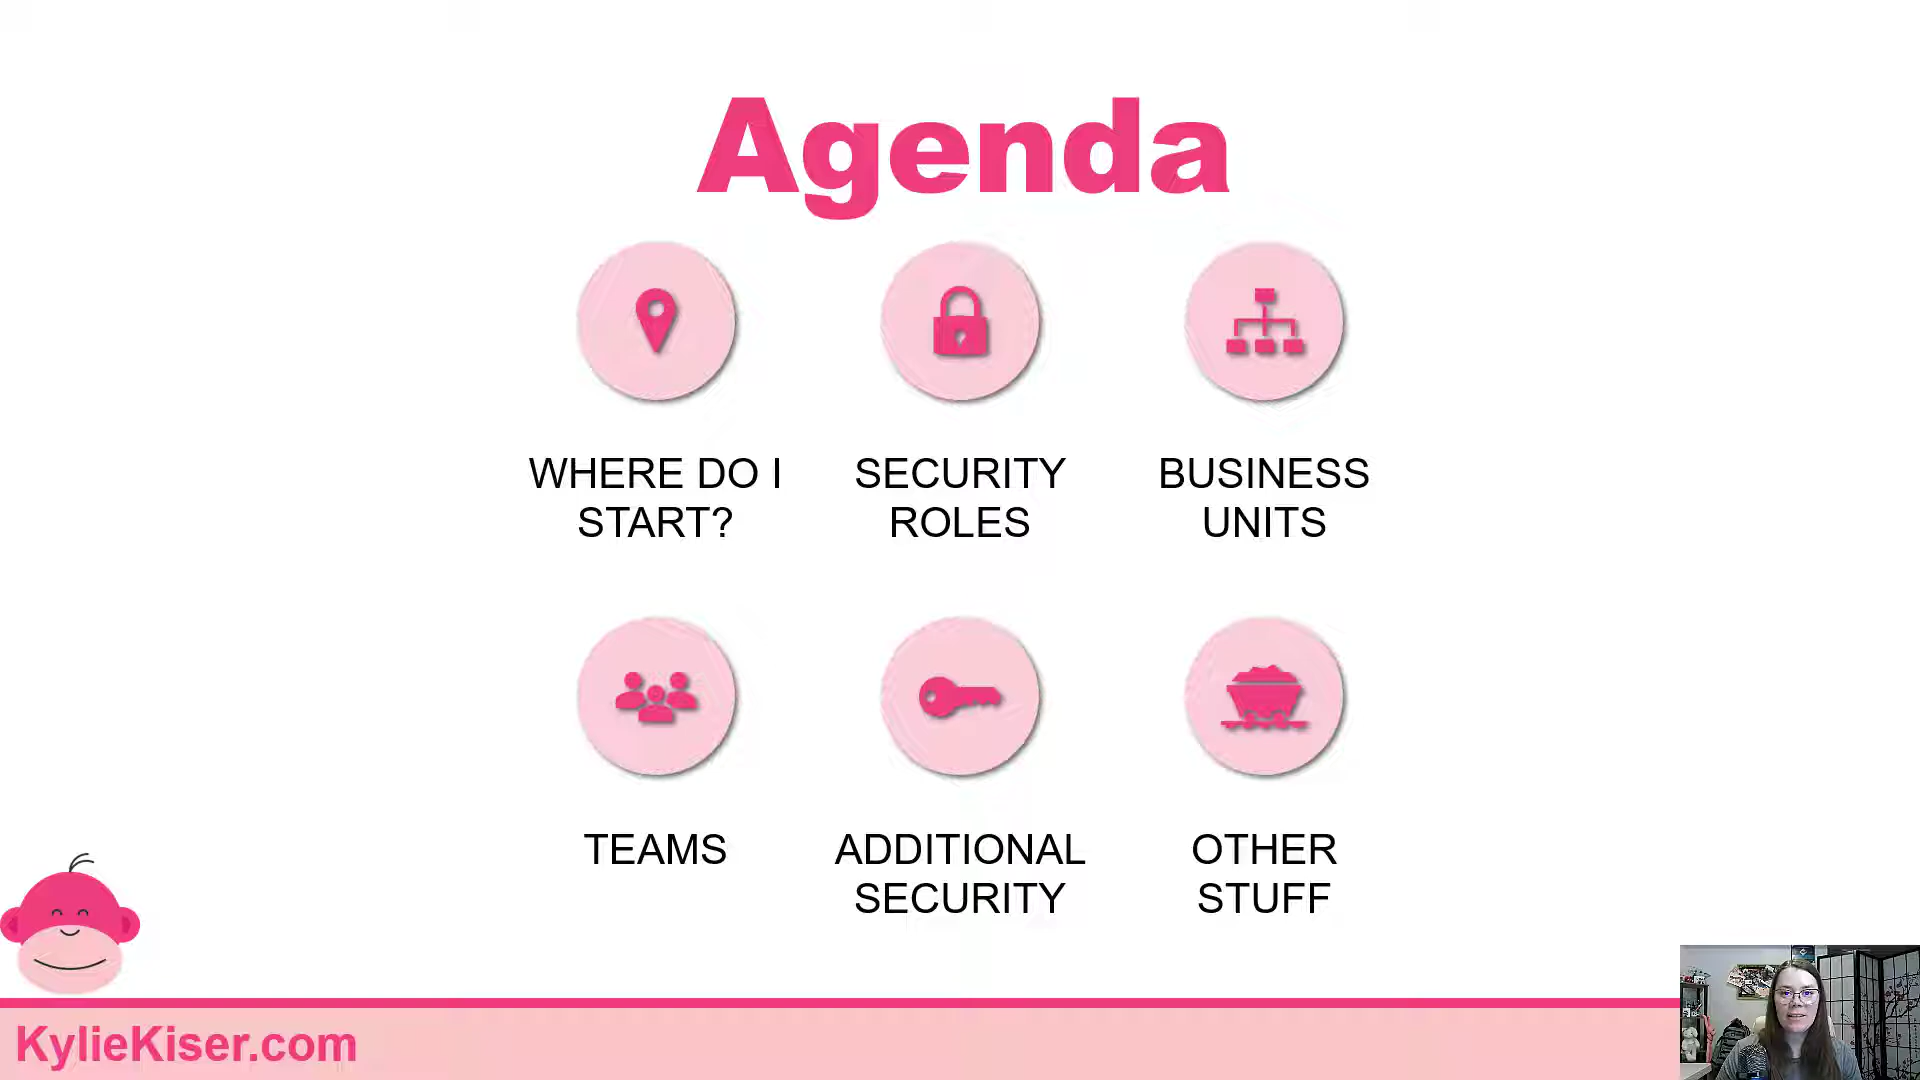 Agenda
WHERE DO I
START?
SECURITY
ROLES
BUSINESS
UNITS
TEAMS
ADDITIONAL
SECURITY
OTHER
STUFF
KylieKiser.com